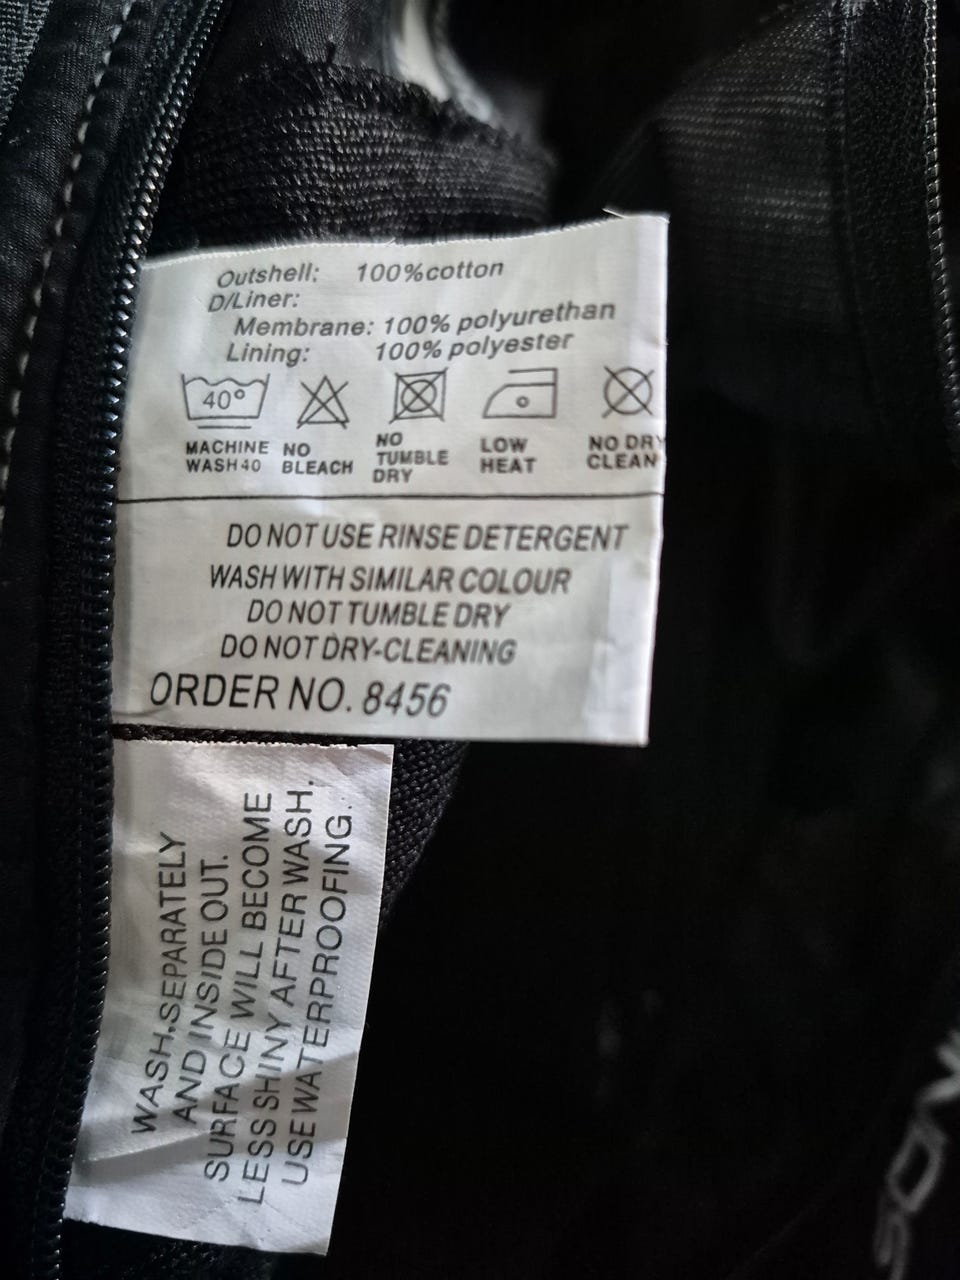 Outshell: 100%cotton
D/Liner:
Membrane: 100% polyurethan
Lining: 100% polyester
40°
MACHINE WASH 40
NO BLEACH
NO TUMBLE DRY
LOW HEAT
NO DRY CLEAN
DO NOT USE RINSE DETERGENT
WASH WITH SIMILAR COLOUR
DO NOT TUMBLE DRY
DO NOT DRY-CLEANING
ORDER NO. 8456
WASH SEPARATELY
AND INSIDE OUT.
SURFACE WILL BECOME
LESS SHINY AFTER WASH.
USE WATERPROOFING.